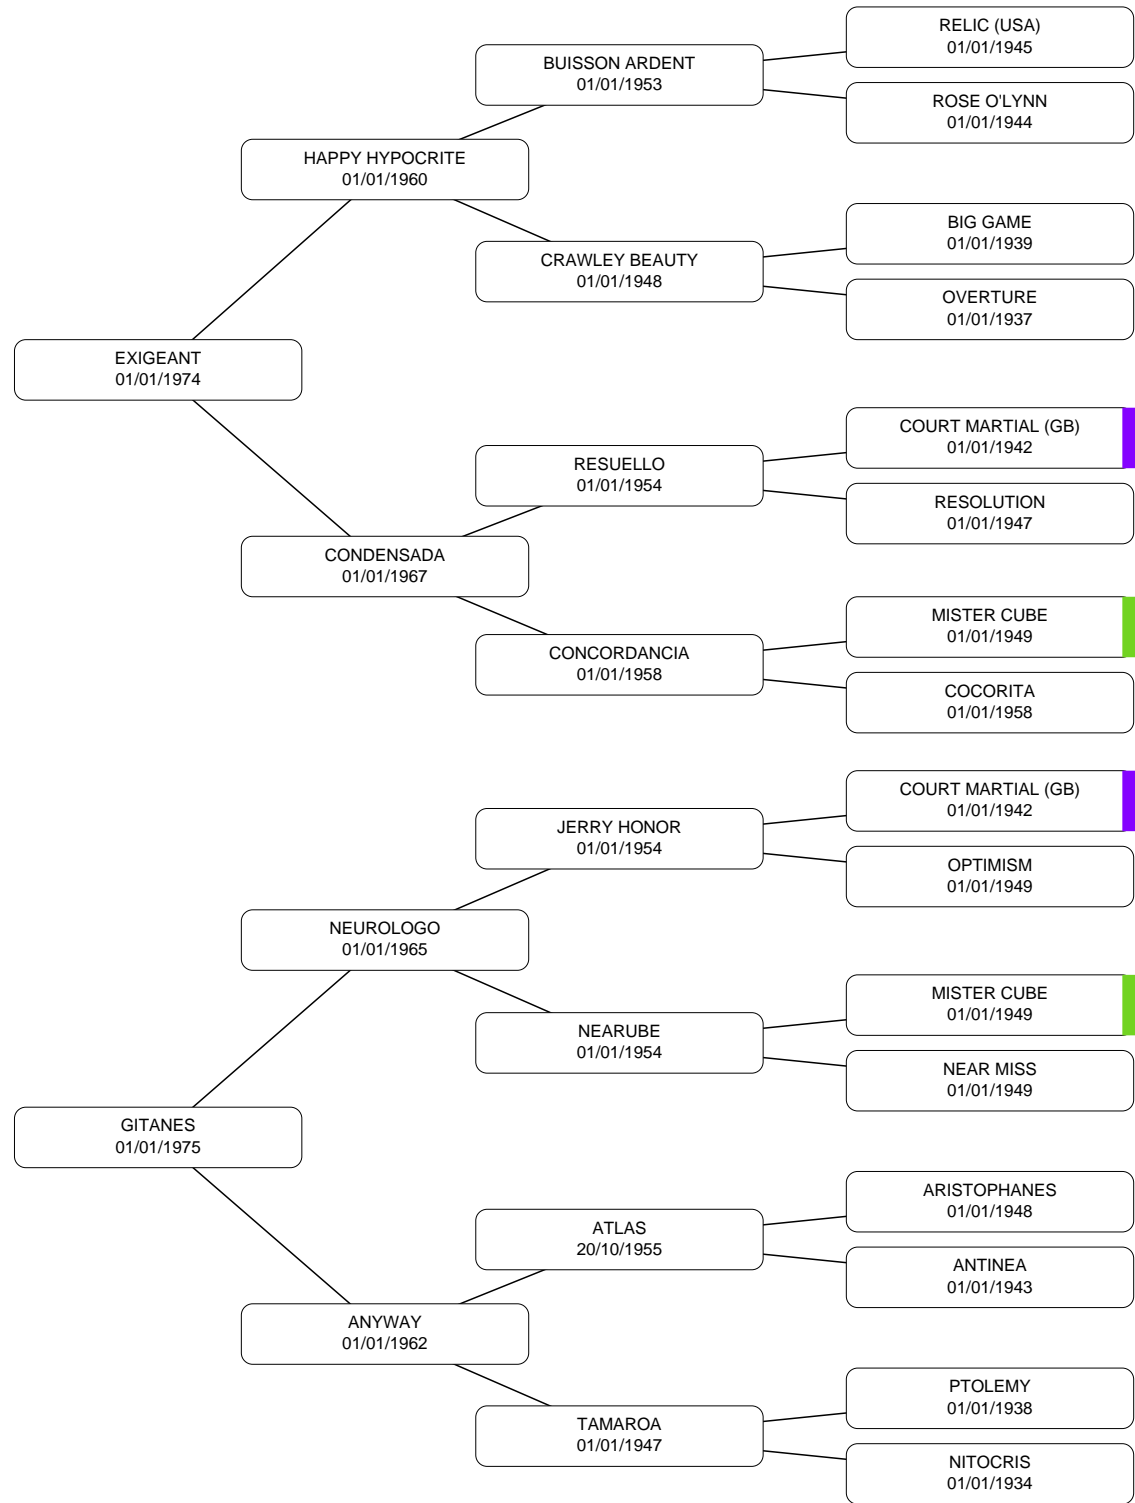 RELIC (USA)
01/01/1945
BUISSON ARDENT
01/01/1953
ROSE O'LYNN
01/01/1944
HAPPY HYPOCRITE
01/01/1960
BIG GAME
01/01/1939
CRAWLEY BEAUTY
01/01/1948
OVERTURE
01/01/1937
EXIGEANT
01/01/1974
COURT MARTIAL (GB)
01/01/1942
RESUELLO
01/01/1954
RESOLUTION
01/01/1947
CONDENSADA
01/01/1967
MISTER CUBE
01/01/1949
CONCORDANCIA
01/01/1958
COCORITA
01/01/1958
COURT MARTIAL (GB)
01/01/1942
JERRY HONOR
01/01/1954
OPTIMISM
01/01/1949
NEUROLOGO
01/01/1965
MISTER CUBE
01/01/1949
NEARUBE
01/01/1954
NEAR MISS
01/01/1949
GITANES
01/01/1975
ARISTOPHANES
01/01/1948
ATLAS
20/10/1955
ANTINEA
01/01/1943
ANYWAY
01/01/1962
PTOLEMY
01/01/1938
TAMAROA
01/01/1947
NITOCRIS
01/01/1934